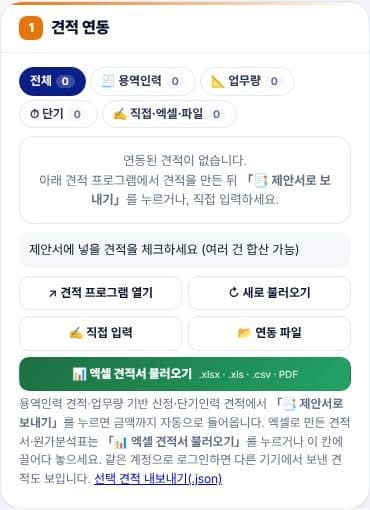 1 견적 연동
전체 0 🧾 용역인력 0 📐 업무량 0
⏱ 단기 0 ✍️ 직접·엑셀·파일 0
연동된 견적이 없습니다.
아래 견적 프로그램에서 견적을 만든 뒤 「📑 제안서로 보
내기」를 누르거나, 직접 입력하세요.
제안서에 넣을 견적을 체크하세요 (여러 건 합산 가능)
↗ 견적 프로그램 열기 ↻ 새로 불러오기
✍️ 직접 입력 📂 연동 파일
📊 엑셀 견적서 불러오기 .xlsx · .xls · .csv · PDF
용역인력 견적·업무량 기반 산정·단기인력 견적에서 「📑 제안서로
보내기」를 누르면 금액까지 자동으로 들어옵니다. 엑셀로 만든 견적
서·원가분석표는 「📊 엑셀 견적서 불러오기」를 누르거나 이 칸에
끌어다 놓으세요. 같은 계정으로 로그인하면 다른 기기에서 보낸 견
적도 보입니다. 선택 견적 내보내기(.json)